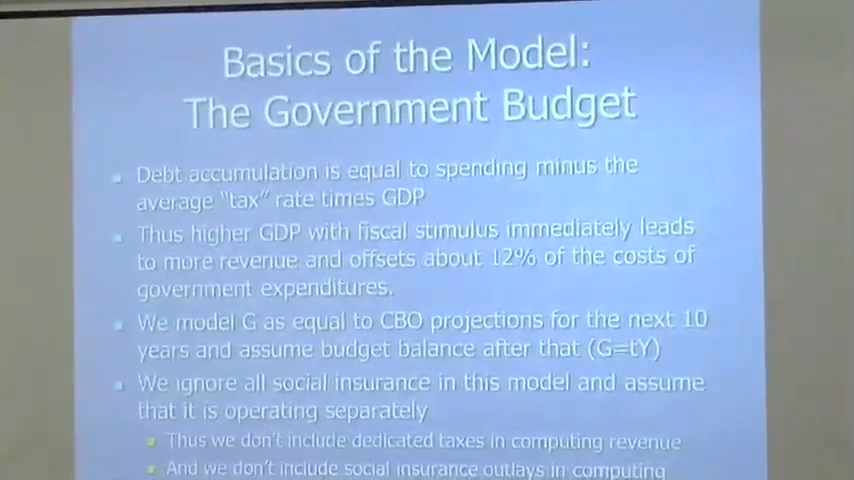 Basics of the Model:
The Government Budget
Debt accumulation is equal to spending minus the
average “tax” rate times GDP
Thus higher GDP with fiscal stimulus immediately leads
to more revenue and offsets about 12% of the costs of
government expenditures.
We model G as equal to CBO projections for the next 10
years and assume budget balance after that (G=tY)
We ignore all social insurance in this model and assume
that it is operating separately
Thus we don't include dedicated taxes in computing revenue
And we don't include social insurance outlays in computing